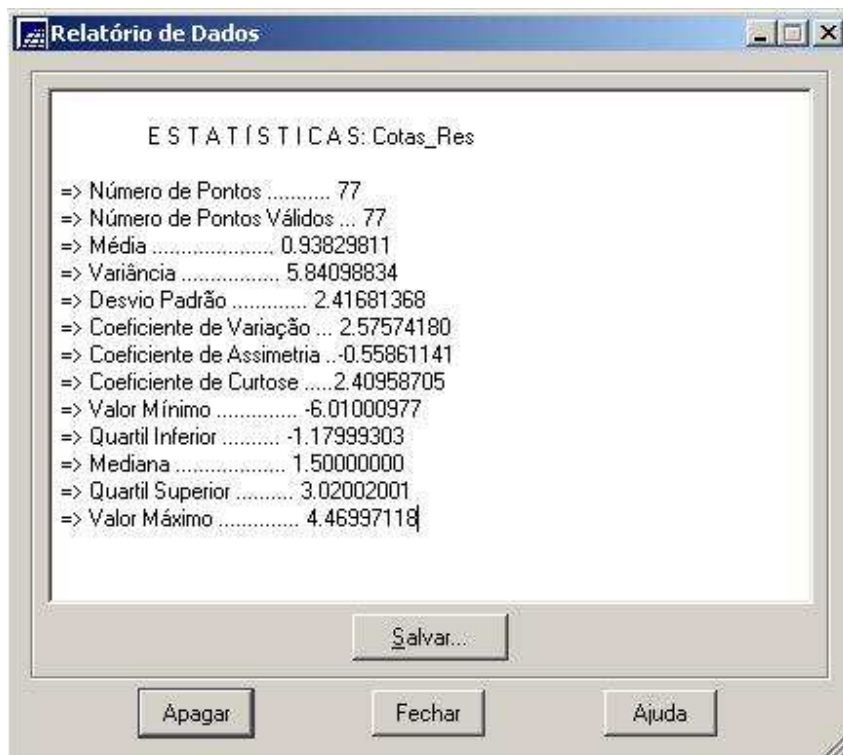 Relatório de Dados
E S T A T Í S T I C A S: Cotas_Res
=> Número de Pontos ........... 77
=> Número de Pontos Válidos ... 77
=> Média ...................... 0.93829811
=> Variância .................. 5.84098834
=> Desvio Padrão ............. 2.41681368
=> Coeficiente de Variação ... 2.57574180
=> Coeficiente de Assimetria ..-0.55861141
=> Coeficiente de Curtose .....2.40958705
=> Valor Mínimo .............. -6.01000977
=> Quartil Inferior .......... -1.17999303
=> Mediana .................... 1.50000000
=> Quartil Superior .......... 3.02002001
=> Valor Máximo .............. 4.46997118
Salvar...
Apagar
Fechar
Ajuda